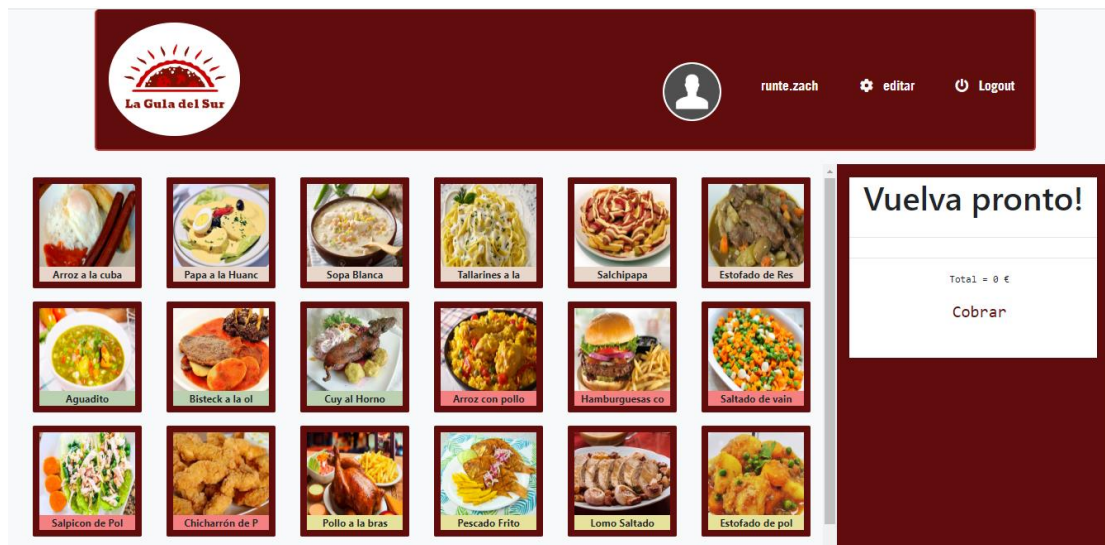 La Gula del Sur
runte.zach
editar
Logout
Arroz a la cuba
Papa a la Huanc
Sopa Blanca
Tallarines a la
Salchipapa
Estofado de Res
Aguadito
Bisteck a la ol
Cuy al Horno
Arroz con pollo
Hamburguesas co
Saltado de vain
Salpicon de Pol
Chicharrón de P
Pollo a la bras
Pescado Frito
Lomo Saltado
Estofado de pol
Vuelva pronto!
Total = 0 €
Cobrar